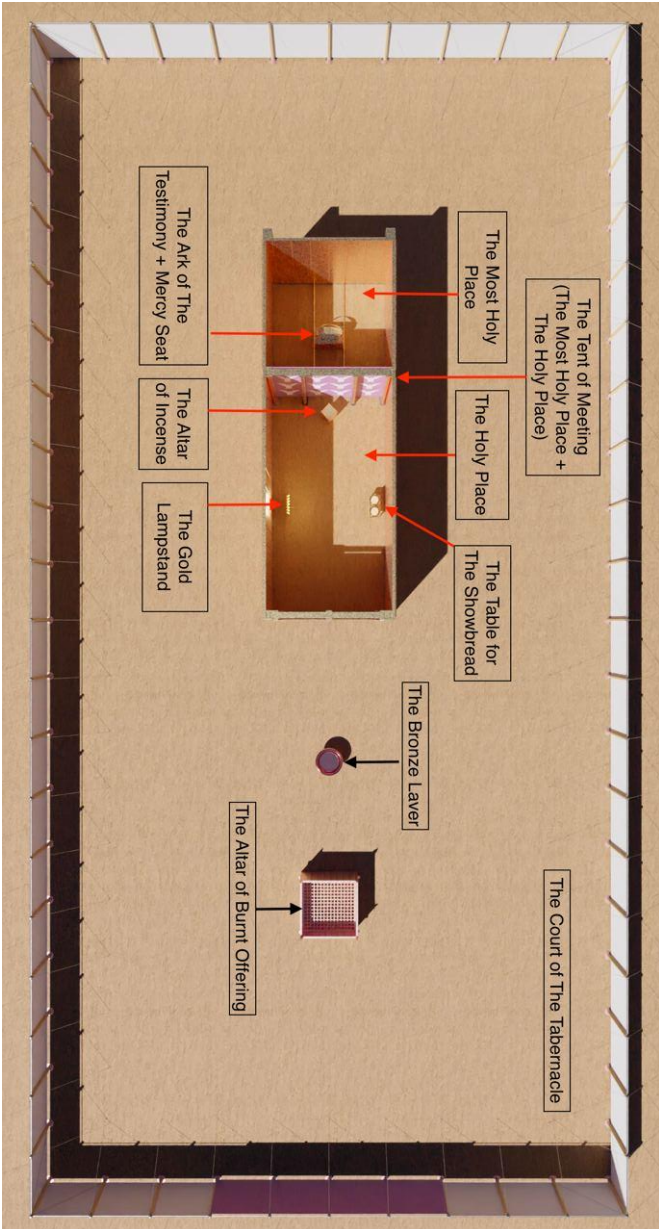 The Tent of Meeting
(The Most Holy Place +
The Holy Place)
The Court of The Tabernacle
The Most Holy
Place
The Holy Place
The Table for
The Showbread
The Bronze Laver
The Altar of Burnt Offering
The Ark of The
Testimony + Mercy Seat
The Altar
of Incense
The Gold
Lampstand